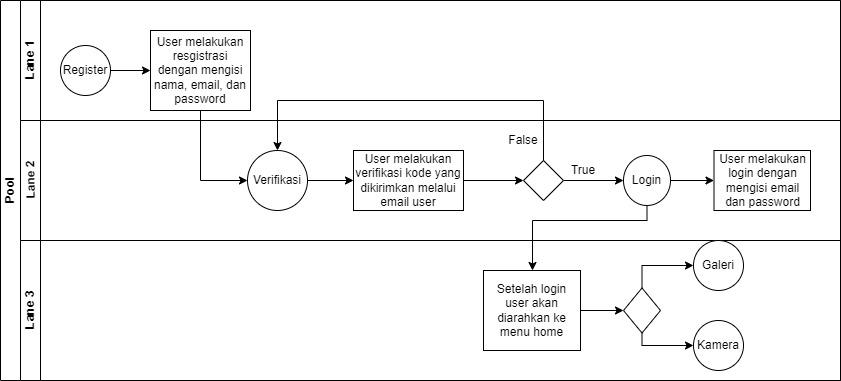 Pool
Lane 1
Register
User melakukan
resgistrasi
dengan mengisi
nama, email, dan
password
Lane 2
Verifikasi
User melakukan
verifikasi kode yang
dikirimkan melalui
email user
False
True
Login
User melakukan
login dengan
mengisi email
dan password
Lane 3
Setelah login
user akan
diarahkan ke
menu home
Galeri
Kamera